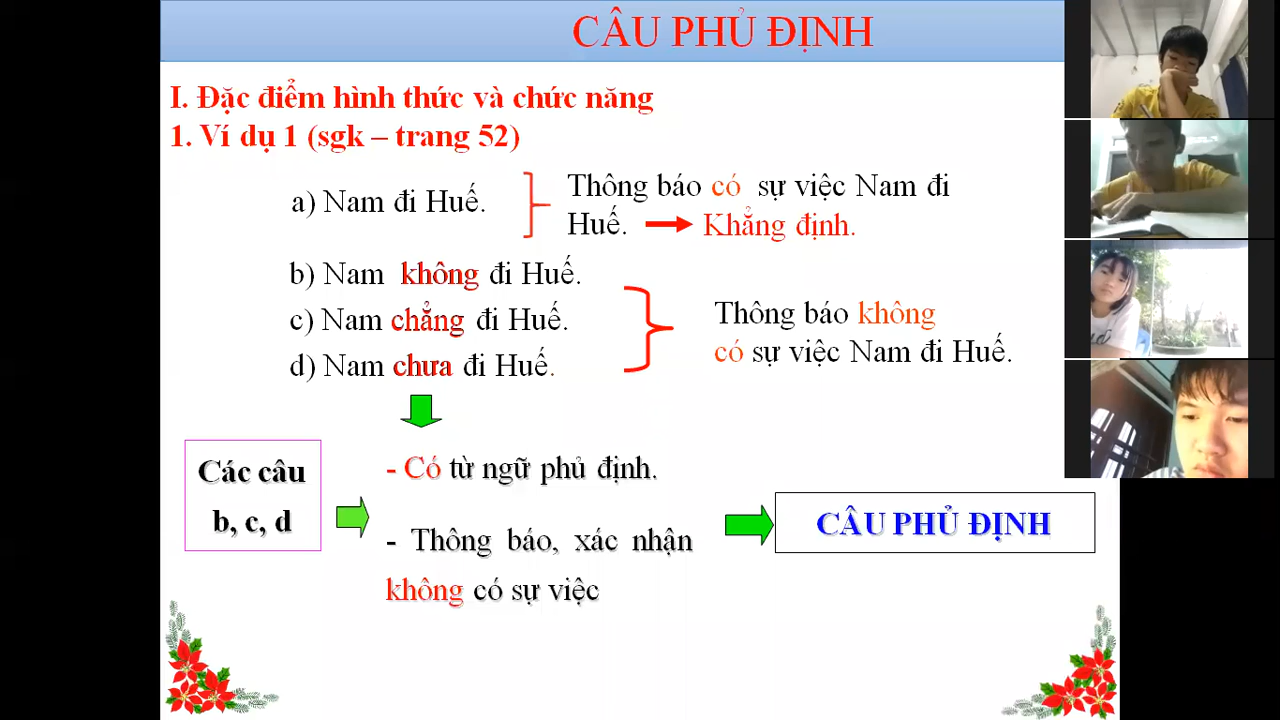 CÂU PHỦ ĐỊNH
I. Đặc điểm hình thức và chức năng
1. Ví dụ 1 (sgk – trang 52)
a) Nam đi Huế.
Thông báo có sự việc Nam đi
Huế. Khẳng định.
b) Nam không đi Huế.
c) Nam chẳng đi Huế.
d) Nam chưa đi Huế.
Thông báo không
có sự việc Nam đi Huế.
Các câu
b, c, d
- Có từ ngữ phủ định.
- Thông báo, xác nhận
không có sự việc
CÂU PHỦ ĐỊNH